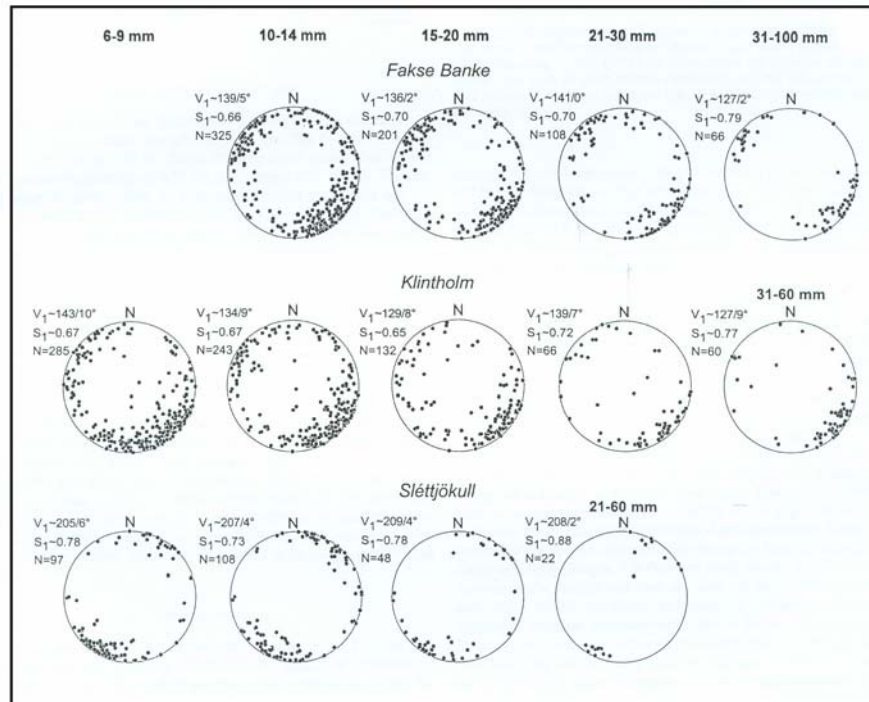 6-9 mm 10-14 mm 15-20 mm 21-30 mm 31-100 mm
Fakse Banke
V1~139/5°
S1~0.66
N=325
N
V1~136/2°
S1~0.70
N=201
N
V1~141/0°
S1~0.70
N=108
N
V1~127/2°
S1~0.79
N=66
N
Klintholm
31-60 mm
V1~143/10°
S1~0.67
N=285
N
V1~134/9°
S1~0.67
N=243
N
V1~129/8°
S1~0.65
N=132
N
V1~139/7°
S1~0.72
N=66
N
V1~127/9°
S1~0.77
N=60
N
Sléttjökull
21-60 mm
V1~205/6°
S1~0.78
N=97
N
V1~207/4°
S1~0.73
N=108
N
V1~209/4°
S1~0.78
N=48
N
V1~208/2°
S1~0.88
N=22
N